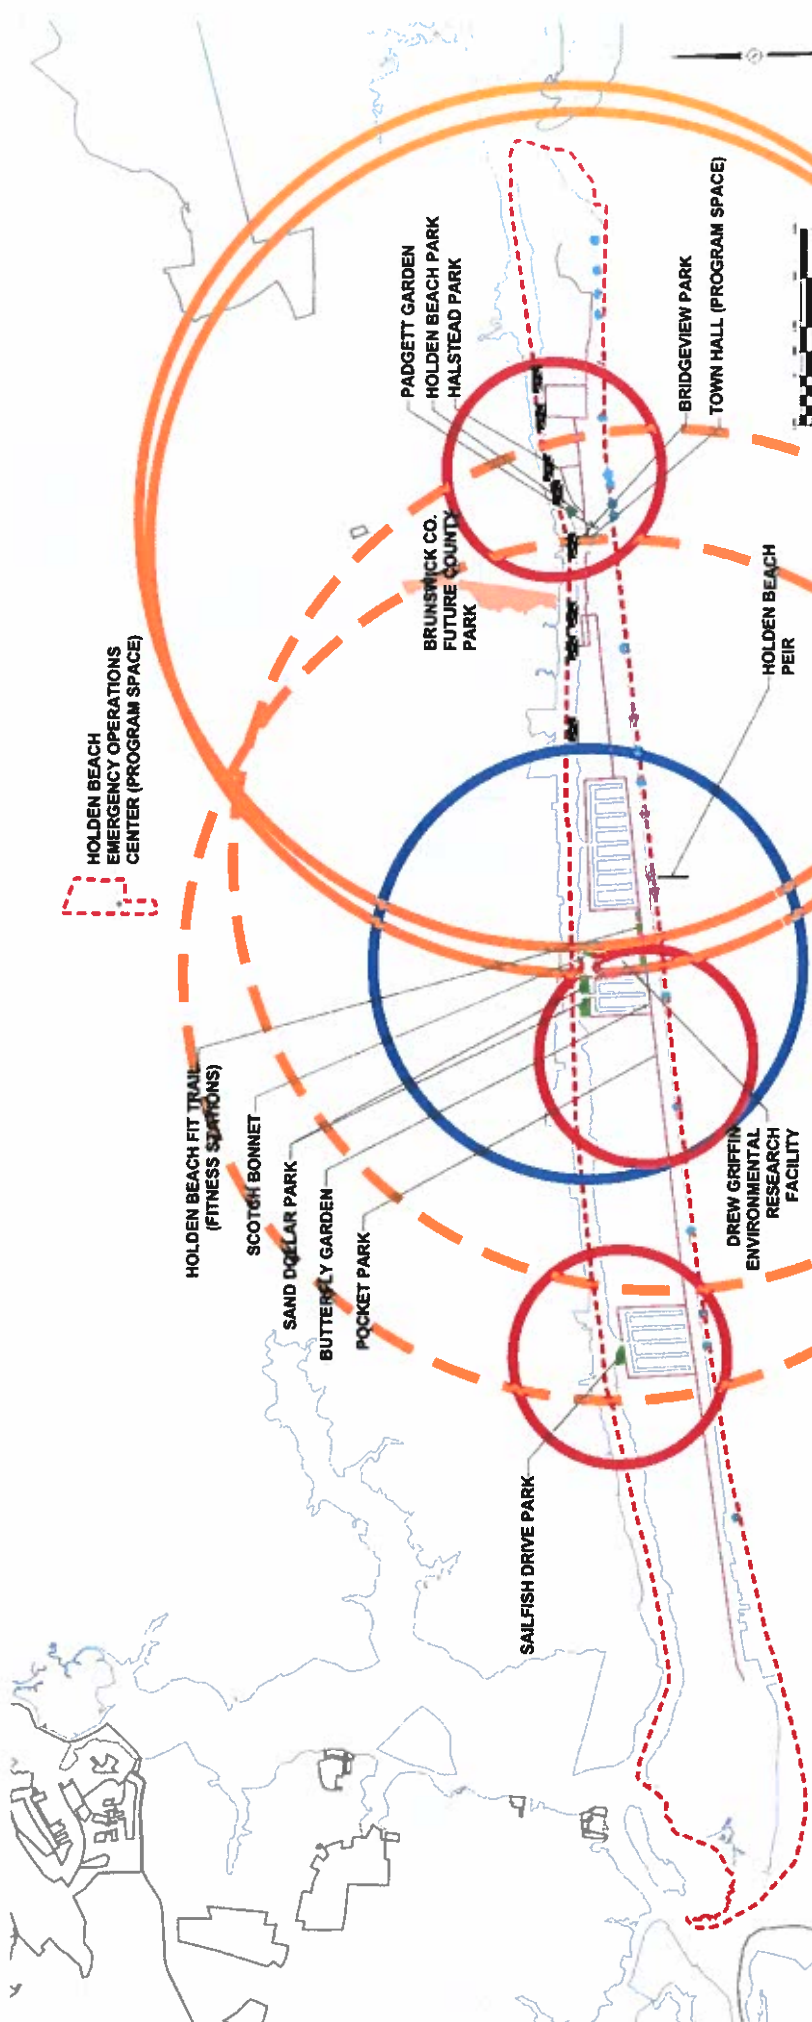 HOLDEN BEACH
EMERGENCY OPERATIONS
CENTER (PROGRAM SPACE)
HOLDEN BEACH FIT TRAIL
(FITNESS STATIONS)
SCOTCH BONNET
SAND DOLLAR PARK
BUTTERFLY GARDEN
POCKET PARK
SAILFISH DRIVE PARK
PADGETT GARDEN
HOLDEN BEACH PARK
HALSTEAD PARK
BRUNSWICK CO.
FUTURE COUNTY
PARK
BRIDGEVIEW PARK
TOWN HALL (PROGRAM SPACE)
HOLDEN BEACH
PEIR
DREW GRIFFIN
ENVIRONMENTAL
RESEARCH
FACILITY